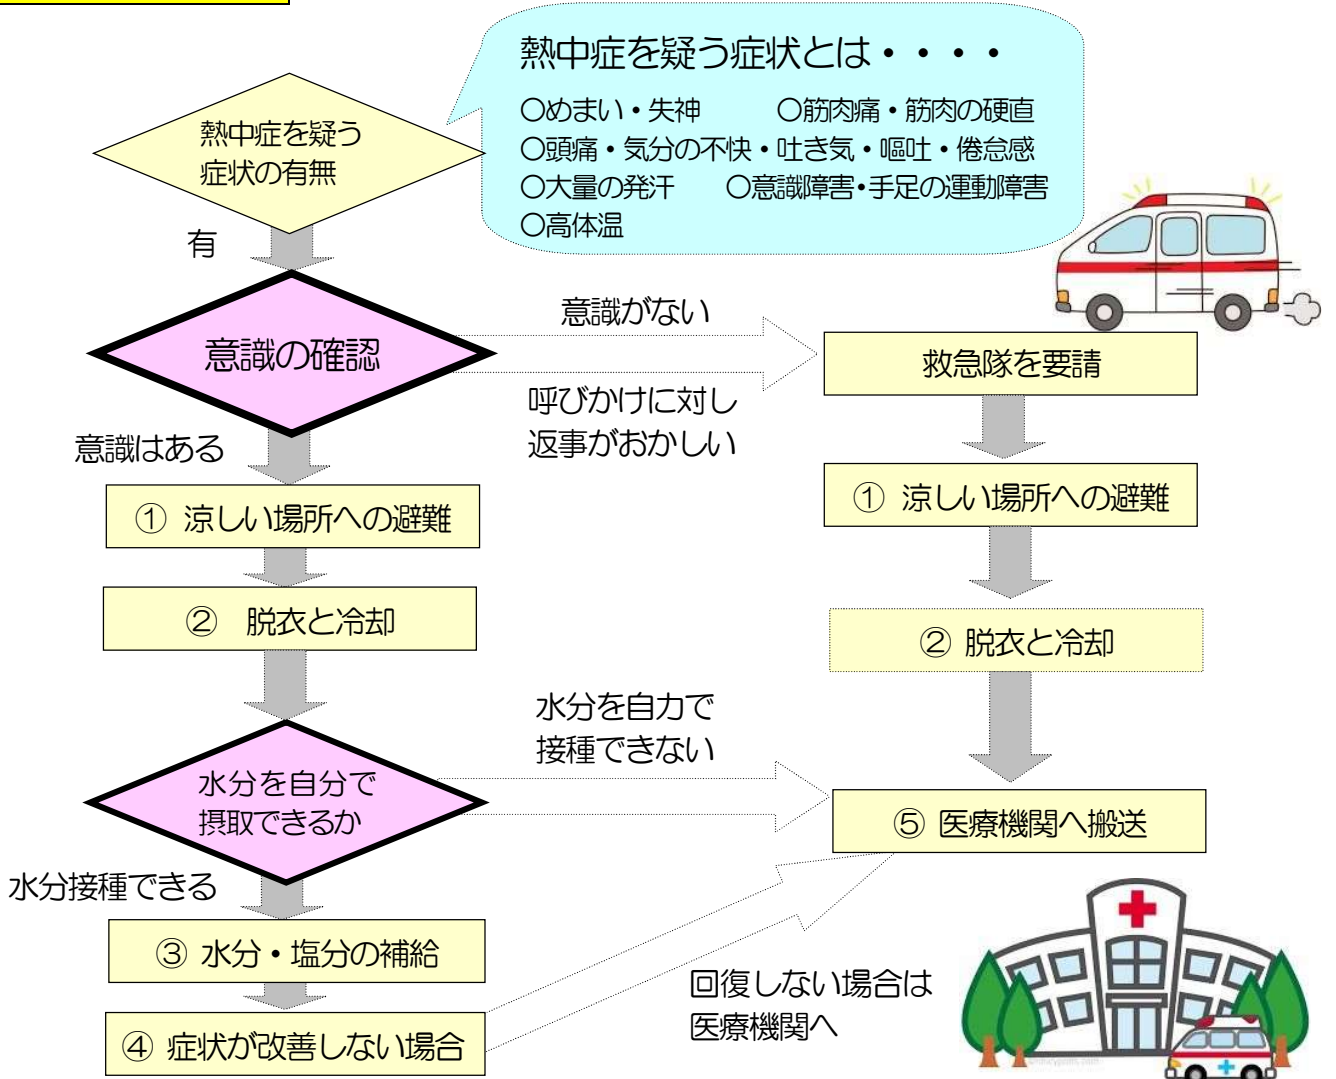 熱中症を疑う症状とは・・・・
○めまい・失神　○筋肉痛・筋肉の硬直
○頭痛・気分の不快・吐き気・嘔吐・倦怠感
○大量の発汗　○意識障害・手足の運動障害
○高体温
熱中症を疑う
症状の有無
有
意識の確認
意識がない
呼びかけに対し
返事がおかしい
救急隊を要請
意識はある
① 涼しい場所への避難
① 涼しい場所への避難
②　脱衣と冷却
② 脱衣と冷却
水分を自力で
接種できない
水分を自分で
摂取できるか
⑤ 医療機関へ搬送
水分接種できる
③ 水分・塩分の補給
④ 症状が改善しない場合
回復しない場合は
医療機関へ